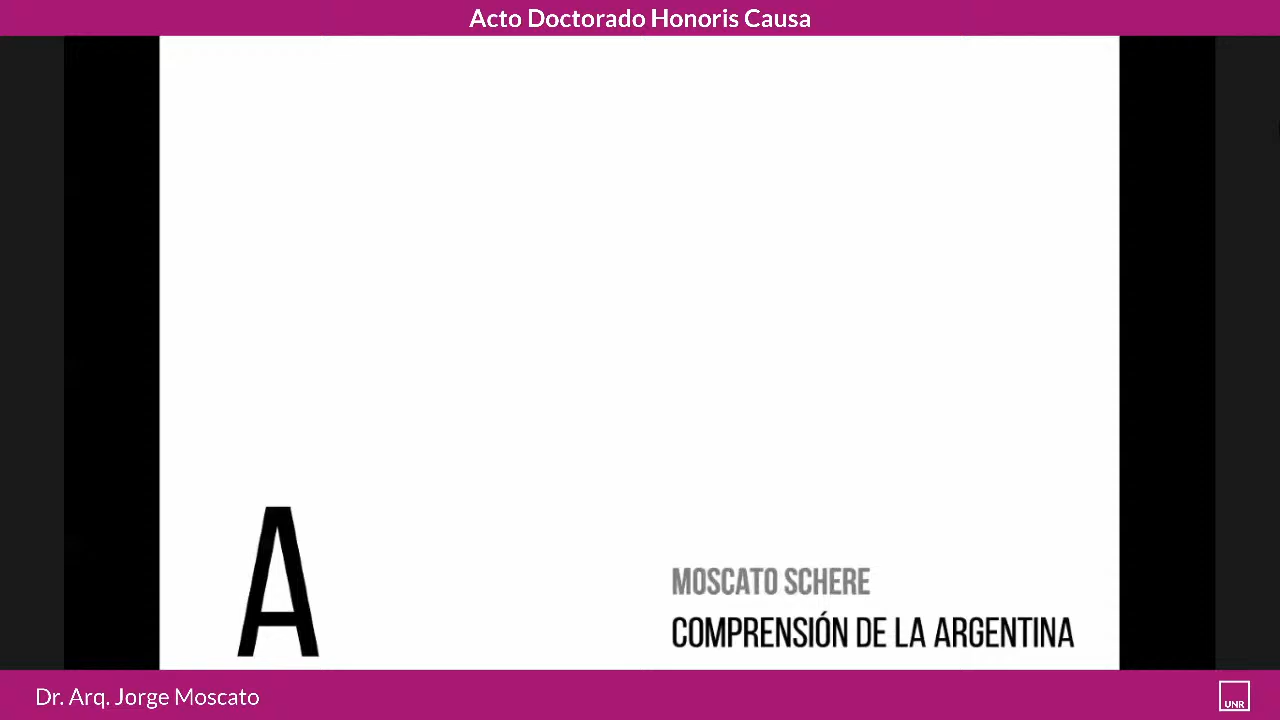 Acto Doctorado Honoris Causa
A
MOSCATO SCHERE
COMPRENSIÓN DE LA ARGENTINA
Dr. Arq. Jorge Moscato
UNR